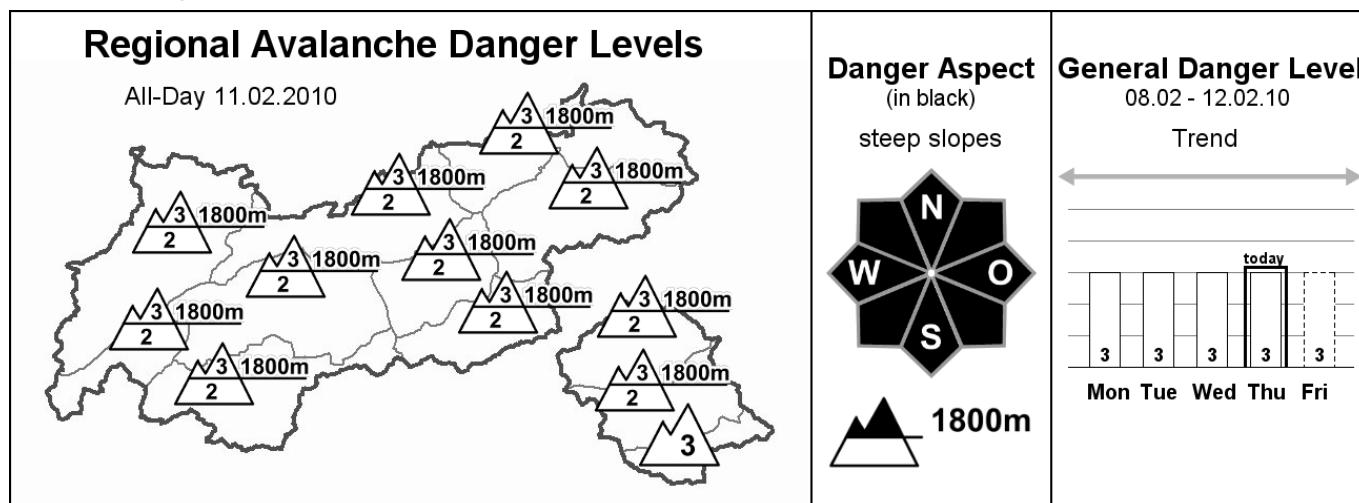 Regional Avalanche Danger Levels
All-Day 11.02.2010
3 1800m
2
3 1800m
2
3 1800m
2
3 1800m
2
3 1800m
2
3 1800m
2
3 1800m
2
3 1800m
2
3 1800m
2
3 1800m
2
3 1800m
2
3 1800m
2
3
Danger Aspect
(in black)
steep slopes
N
W O
S
1800m
General Danger Level
08.02 - 12.02.10
Trend
today
3 3 3 3 3
Mon Tue Wed Thu Fri